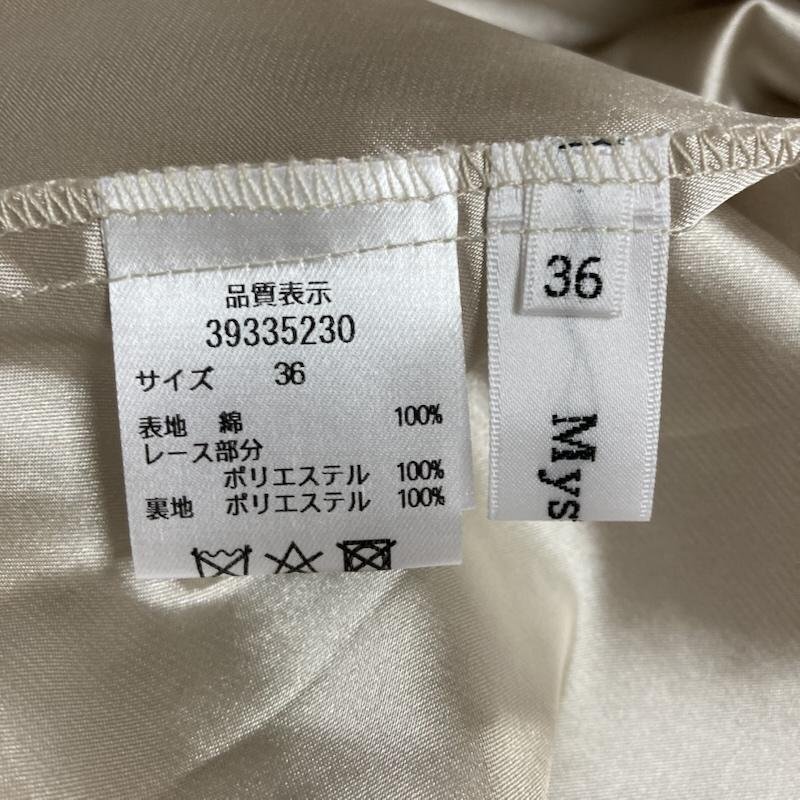 品質表示
39335230
サイズ 36
表地 綿 100%
レース部分
ポリエステル 100%
裏地 ポリエステル 100%
36
Mys